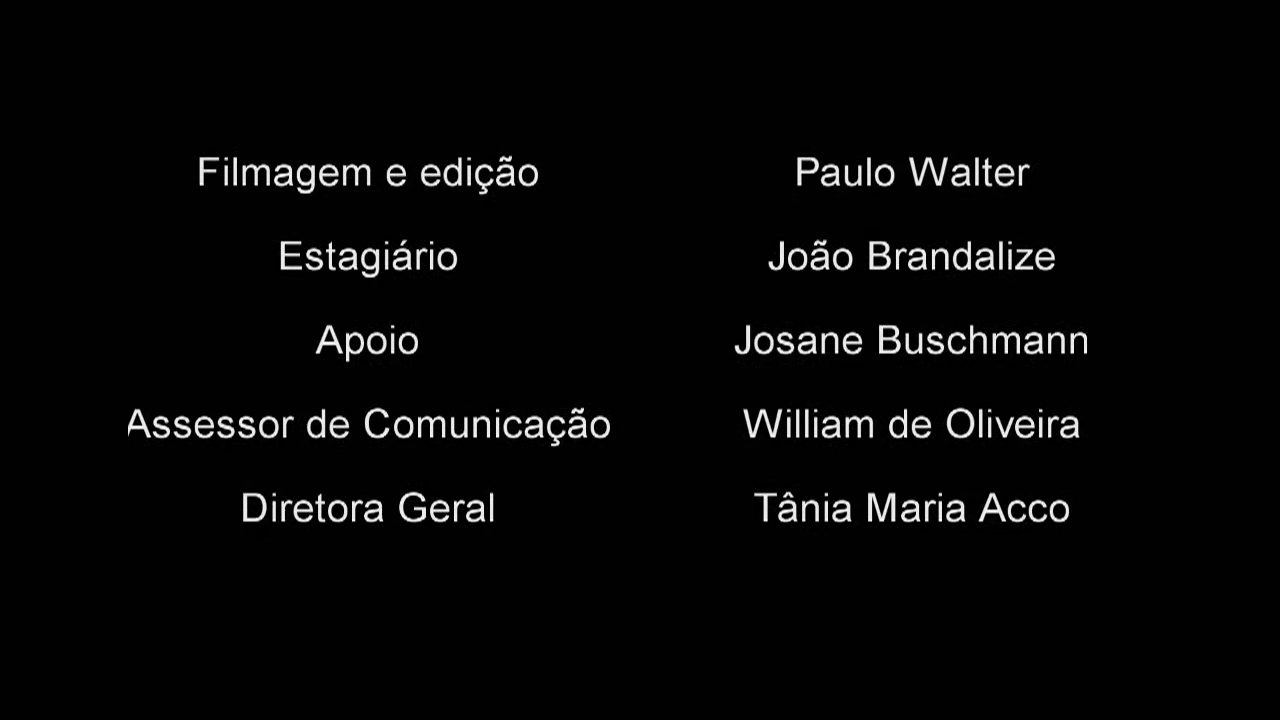 Filmagem e edição Paulo Walter
Estagiário João Brandalize
Apoio Josane Buschmann
Assessor de Comunicação William de Oliveira
Diretora Geral Tânia Maria Acco